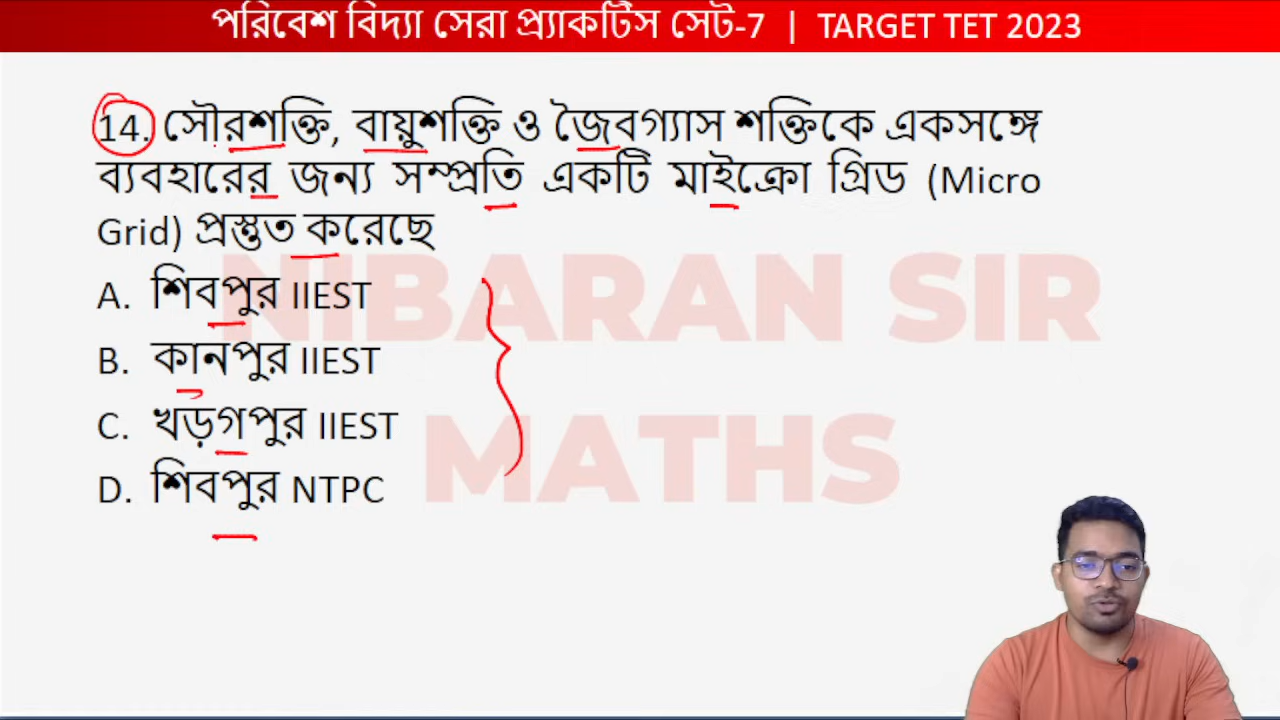 পরিবেশ বিদ্যা সেরা প্র্যাকটিস সেট-7 | TARGET TET 2023
14. সৌরশক্তি, বায়ুশক্তি ও জৈবগ্যাস শক্তিকে একসঙ্গে
ব্যবহারের জন্য সম্প্রতি একটি মাইক্রো গ্রিড (Micro
Grid) প্রস্তুত করেছে
A. শিবপুর IIEST
B. কানপুর IIEST
C. খড়গপুর IIEST
D. শিবপুর NTPC
NIBARAN SIR
MATHS